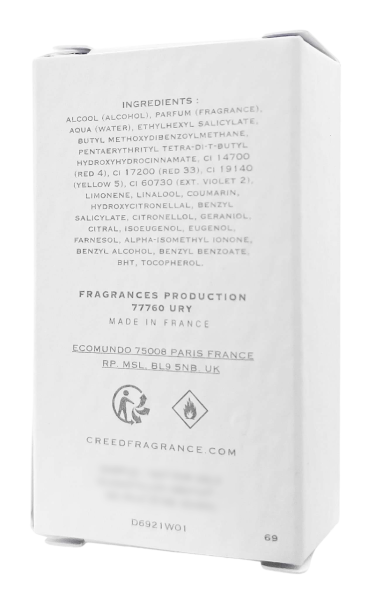 INGREDIENTS :
ALCOOL (ALCOHOL), PARFUM (FRAGRANCE),
AQUA (WATER), ETHYLHEXYL SALICYLATE,
BUTYL METHOXYDIBENZOYLMETHANE,
PENTAERYTHRITYL TETRA-DI-T-BUTYL
HYDROXYHYDROCINNAMATE, CI 14700
(RED 4), CI 17200 (RED 33), CI 19140
(YELLOW 5), CI 60730 (EXT. VIOLET 2),
LIMONENE, LINALOOL, COUMARIN,
HYDROXYCITRONELLAL, BENZYL
SALICYLATE, CITRONELLOL, GERANIOL,
CITRAL, ISOEUGENOL, EUGENOL,
FARNESOL, ALPHA-ISOMETHYL IONONE,
BENZYL ALCOHOL, BENZYL BENZOATE,
BHT, TOCOPHEROL.
FRAGRANCES PRODUCTION
77760 URY
MADE IN FRANCE
ECOMUNDO 75008 PARIS FRANCE
RP. MSL. BL9 5NB. UK
CREEDFRAGRANCE.COM
D6921W01
69